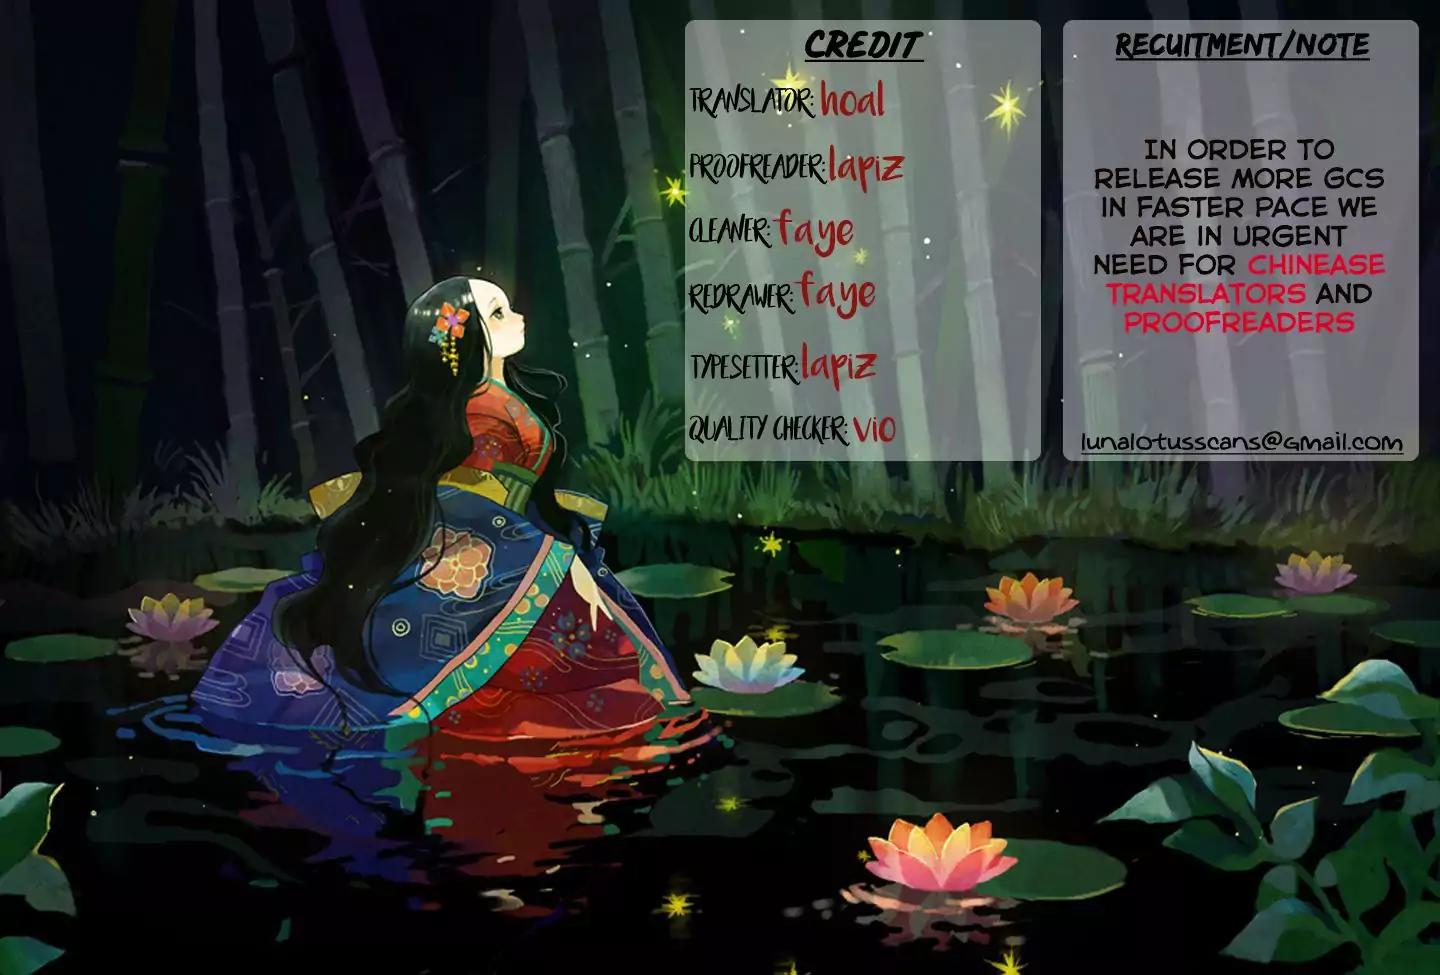 CREDIT
TRANSLATOR: hoal
PROOFREADER: lapiz
CLEANER: faye
REDRAWER: faye
TYPESETTER: lapiz
QUALITY CHECKER: vio
RECUITMENT/NOTE
IN ORDER TO
RELEASE MORE GCS
IN FASTER PACE WE
ARE IN URGENT
NEED FOR CHINEASE
TRANSLATORS AND
PROOFREADERS
lunalotusscans@gmail.com